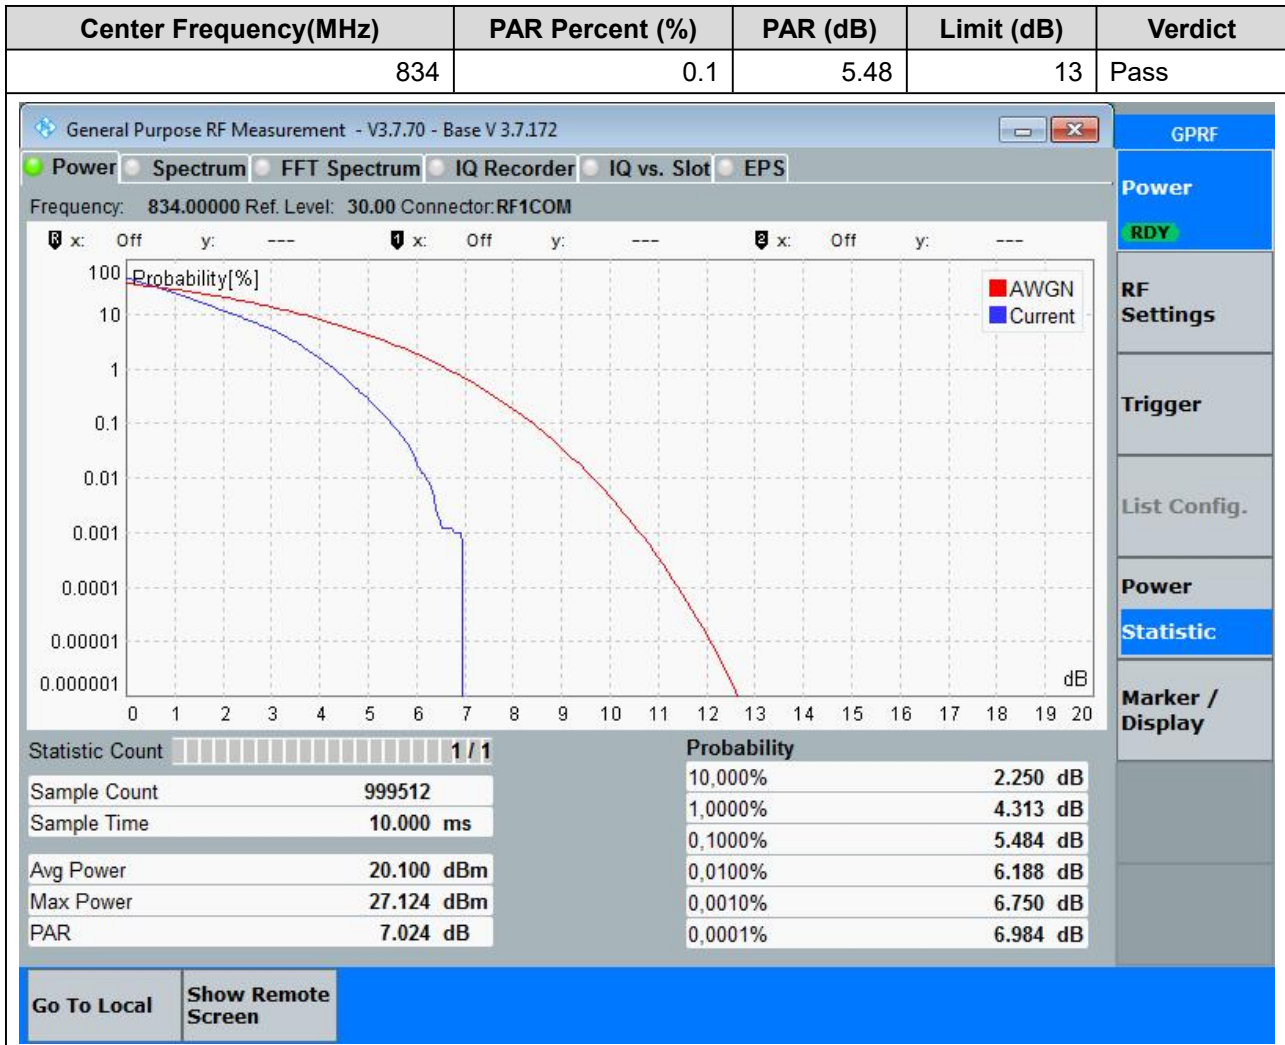 Center Frequency(MHz) PAR Percent (%) PAR (dB) Limit (dB) Verdict
834 0.1 5.48 13 Pass
General Purpose RF Measurement - V3.7.70 - Base V 3.7.172
GPRF
Power Spectrum FFT Spectrum IQ Recorder IQ vs. Slot EPS
Frequency: 834.00000 Ref. Level: 30.00 Connector: RF1COM
R x: Off y: --- 1 x: Off y: --- 2 x: Off y: ---
Probability[%]
AWGN
Current
100
10
1
0.1
0.01
0.001
0.0001
0.00001
0.000001
dB
0 1 2 3 4 5 6 7 8 9 10 11 12 13 14 15 16 17 18 19 20
Statistic Count 1 / 1
Sample Count 999512
Sample Time 10.000 ms
Avg Power 20.100 dBm
Max Power 27.124 dBm
PAR 7.024 dB
Probability
10,000% 2.250 dB
1,0000% 4.313 dB
0,1000% 5.484 dB
0,0100% 6.188 dB
0,0010% 6.750 dB
0,0001% 6.984 dB
Power
RDY
RF
Settings
Trigger
List Config.
Power
Statistic
Marker /
Display
Go To Local
Show Remote
Screen